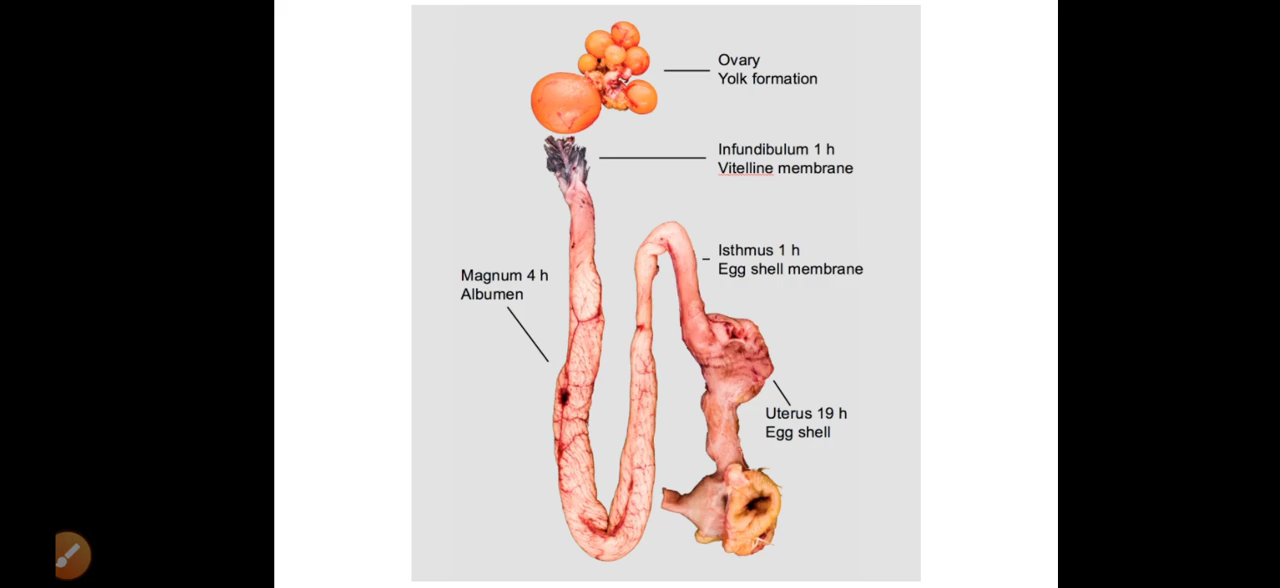 Ovary
Yolk formation
Infundibulum 1 h
Vitelline membrane
Isthmus 1 h
Egg shell membrane
Magnum 4 h
Albumen
Uterus 19 h
Egg shell